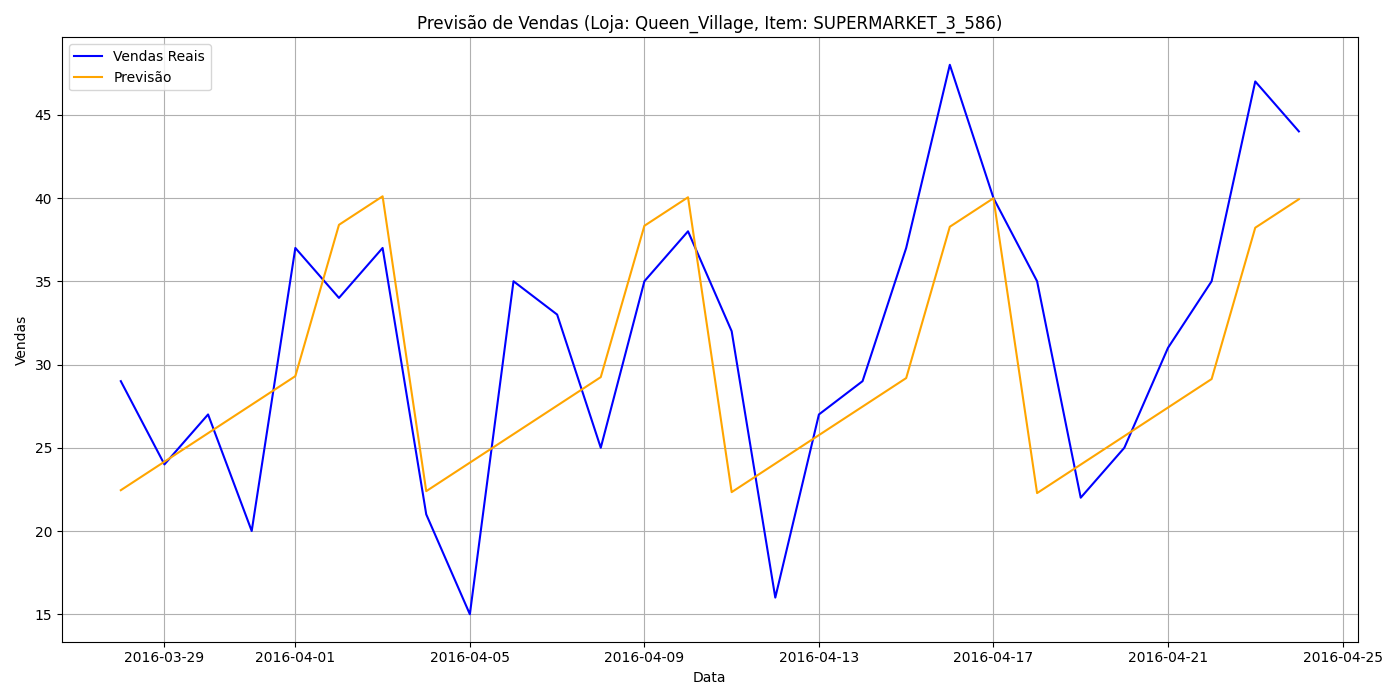 Previsão de Vendas (Loja: Queen_Village, Item: SUPERMARKET_3_586)
Vendas Reais
Previsão
45
40
35
30
25
20
15
Vendas
2016-03-29 2016-04-01 2016-04-05 2016-04-09 2016-04-13 2016-04-17 2016-04-21 2016-04-25
Data